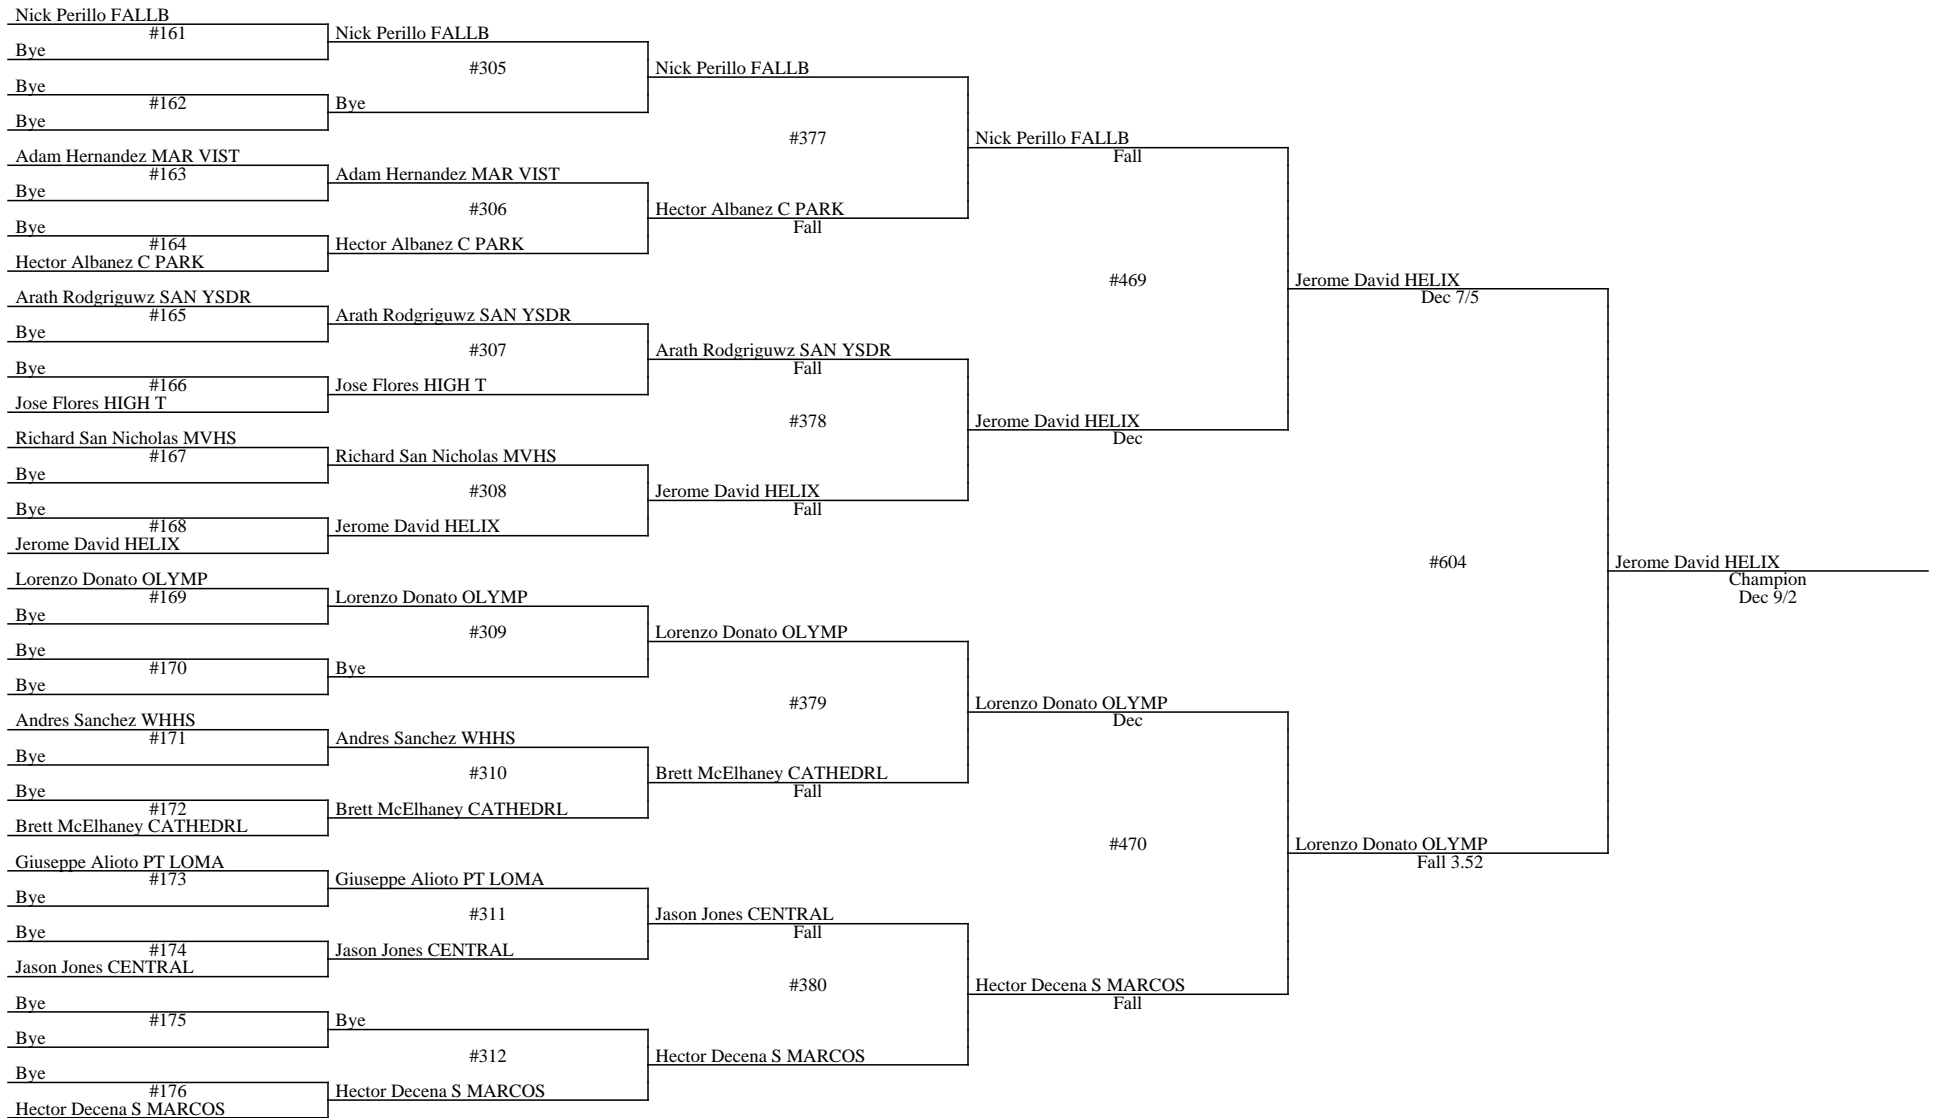 Nick Perillo FALLB
#161
Bye
Bye
#162
Bye
Adam Hernandez MAR VIST
#163
Bye
Bye
#164
Hector Albanez C PARK
Arath Rodgriguwz SAN YSDR
#165
Bye
Bye
#166
Jose Flores HIGH T
Richard San Nicholas MVHS
#167
Bye
Bye
#168
Jerome David HELIX
Lorenzo Donato OLYMP
#169
Bye
Bye
#170
Bye
Andres Sanchez WHHS
#171
Bye
Bye
#172
Brett McElhaney CATHEDRL
Giuseppe Alioto PT LOMA
#173
Bye
Bye
#174
Jason Jones CENTRAL
Bye
#175
Bye
Bye
#176
Hector Decena S MARCOS
Nick Perillo FALLB
#305
Bye
Adam Hernandez MAR VIST
#306
Hector Albanez C PARK
Arath Rodgriguwz SAN YSDR
#307
Jose Flores HIGH T
Richard San Nicholas MVHS
#308
Jerome David HELIX
Lorenzo Donato OLYMP
#309
Bye
Andres Sanchez WHHS
#310
Brett McElhaney CATHEDRL
Giuseppe Alioto PT LOMA
#311
Jason Jones CENTRAL
Bye
#312
Hector Decena S MARCOS
Nick Perillo FALLB
#377
Hector Albanez C PARK
Fall
Arath Rodgriguwz SAN YSDR
Fall
#378
Jerome David HELIX
Fall
Lorenzo Donato OLYMP
#379
Brett McElhaney CATHEDRL
Fall
Jason Jones CENTRAL
Fall
#380
Hector Decena S MARCOS
Nick Perillo FALLB
Fall
#469
Jerome David HELIX
Dec
Lorenzo Donato OLYMP
Dec
#470
Hector Decena S MARCOS
Fall
Jerome David HELIX
Dec 7/5
#604
Lorenzo Donato OLYMP
Fall 3.52
Jerome David HELIX
Champion
Dec 9/2